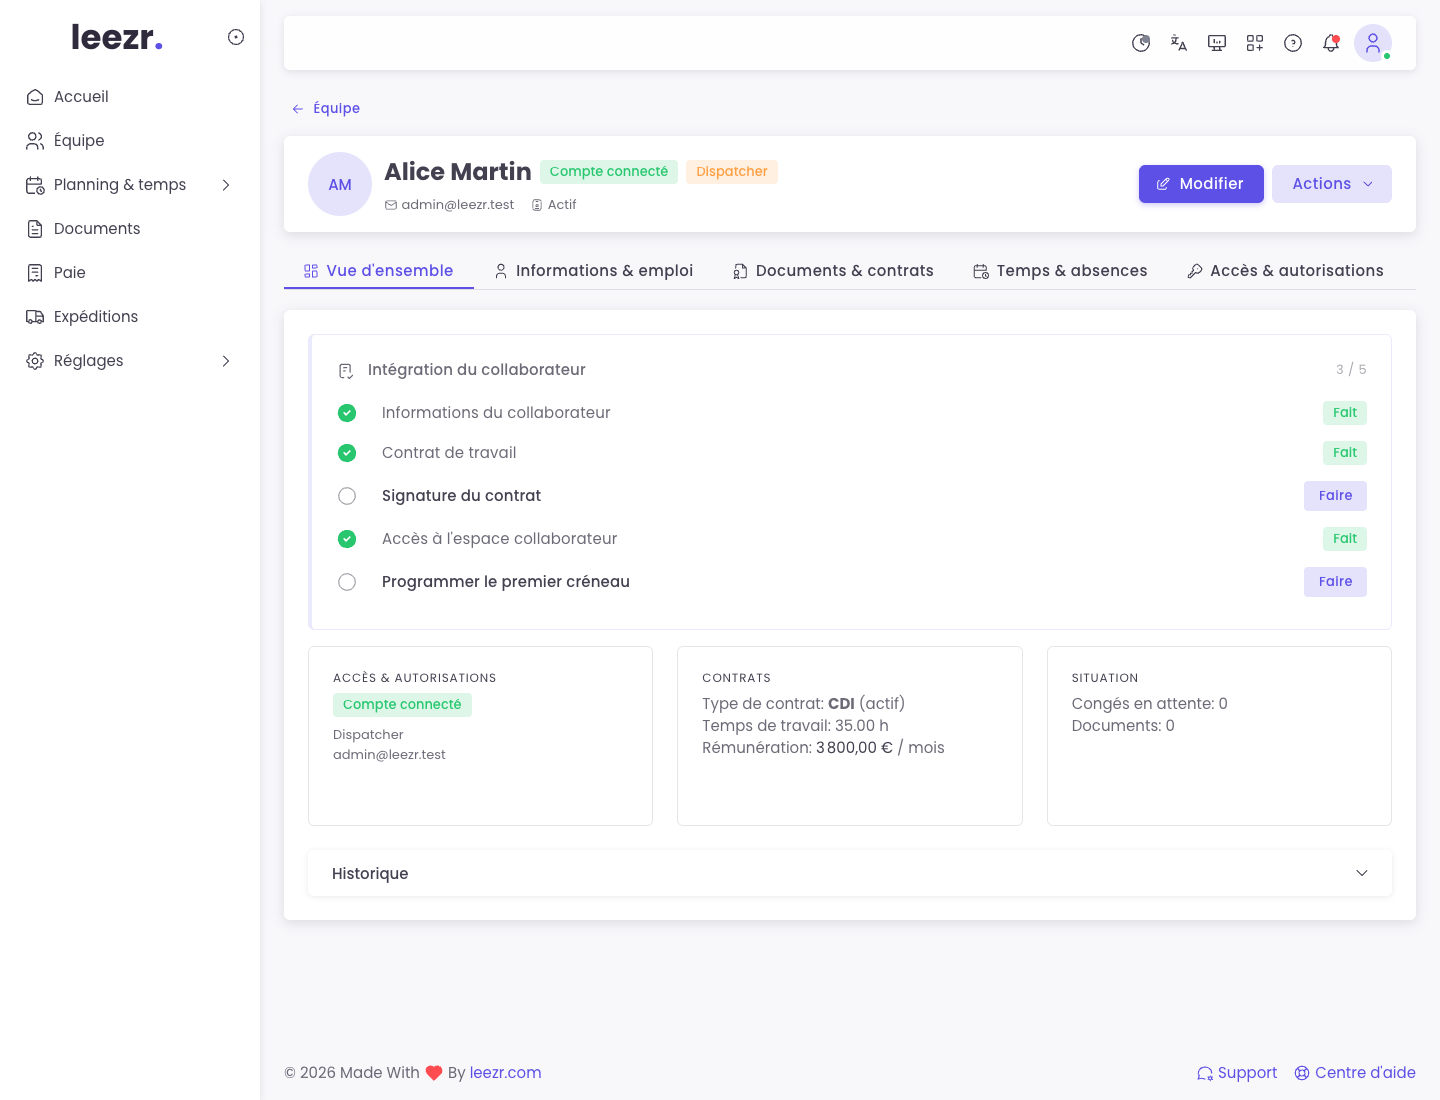 leezr.
Accueil
Équipe
Planning & temps
Documents
Paie
Expéditions
Réglages
Équipe
AM
Alice Martin
Compte connecté
Dispatcher
admin@leezr.test
Actif
Modifier
Actions
Vue d'ensemble
Informations & emploi
Documents & contrats
Temps & absences
Accès & autorisations
Intégration du collaborateur
3 / 5
Informations du collaborateur
Fait
Contrat de travail
Fait
Signature du contrat
Faire
Accès à l'espace collaborateur
Fait
Programmer le premier créneau
Faire
ACCÈS & AUTORISATIONS
Compte connecté
Dispatcher
admin@leezr.test
CONTRATS
Type de contrat: CDI (actif)
Temps de travail: 35.00 h
Rémunération: 3 800,00 € / mois
SITUATION
Congés en attente: 0
Documents: 0
Historique
© 2026 Made With ❤ By leezr.com
Support
Centre d'aide